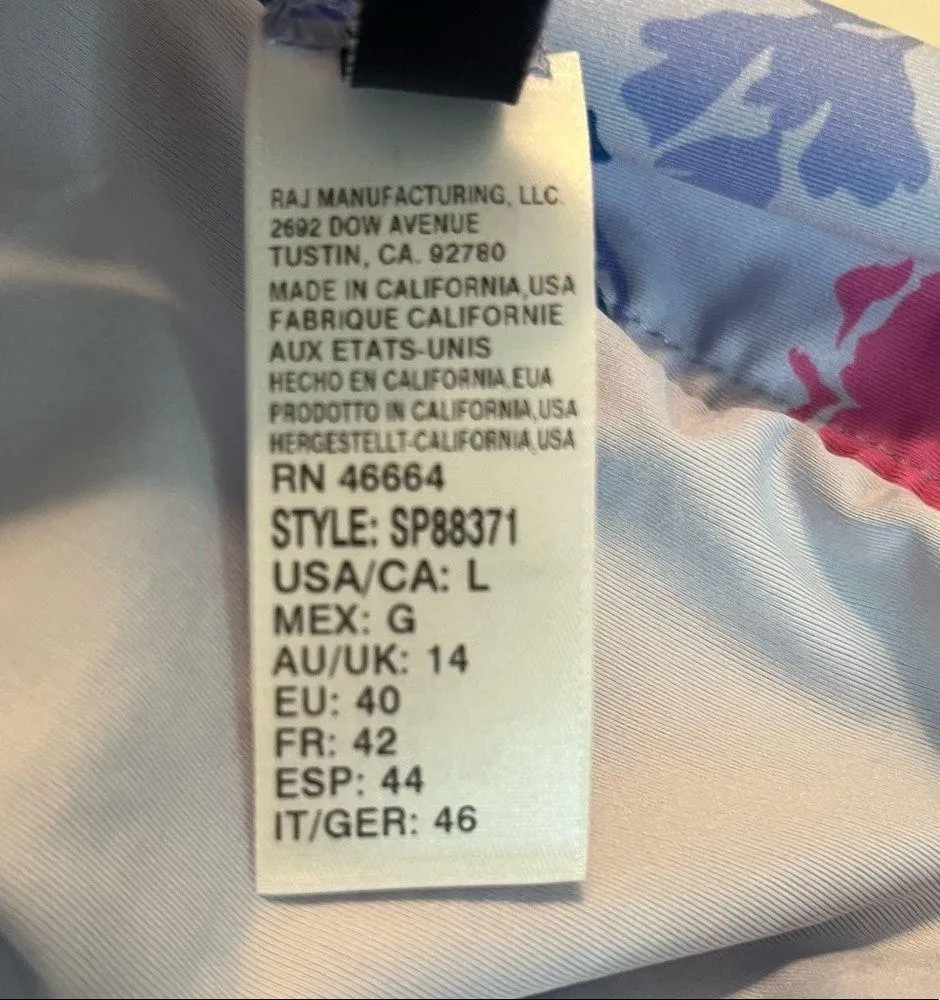 RAJ MANUFACTURING, LLC.
2692 DOW AVENUE
TUSTIN, CA. 92780
MADE IN CALIFORNIA,USA
FABRIQUE CALIFORNIE
AUX ETATS-UNIS
HECHO EN CALIFORNIA.EUA
PRODOTTO IN CALIFORNIA,USA
HERGESTELLT-CALIFORNIA,USA
RN 46664
STYLE: SP88371
USA/CA: L
MEX: G
AU/UK: 14
EU: 40
FR: 42
ESP: 44
IT/GER: 46